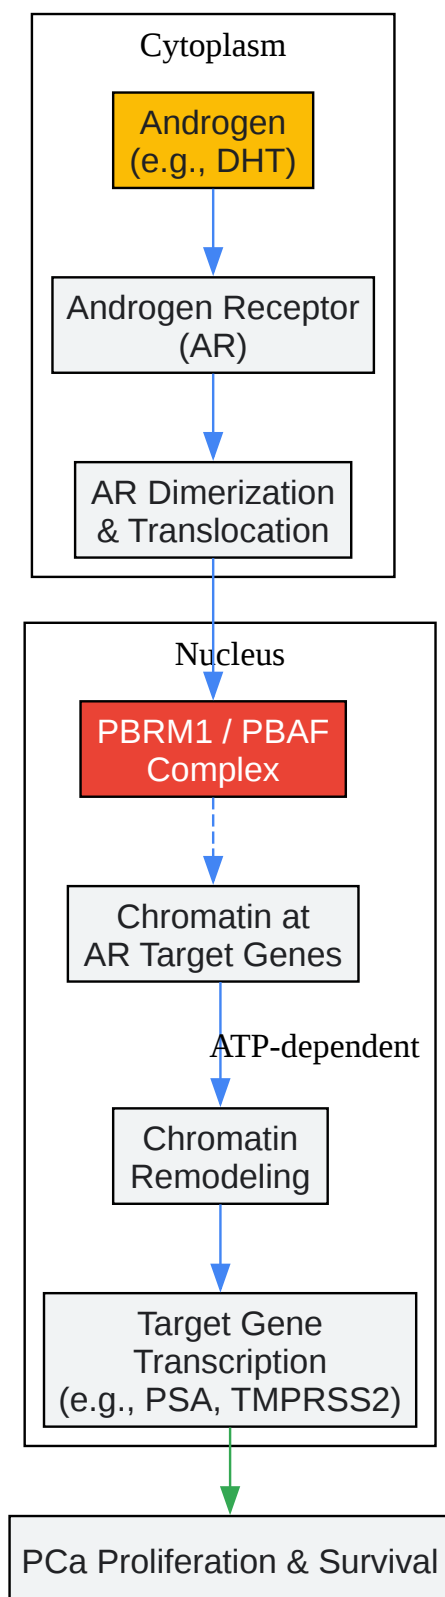 Cytoplasm
Androgen
(e.g., DHT)
Androgen Receptor
(AR)
AR Dimerization
& Translocation
Nucleus
PBRM1 / PBAF
Complex
Chromatin at
AR Target Genes
ATP-dependent
Chromatin
Remodeling
Target Gene
Transcription
(e.g., PSA, TMPRSS2)
PCa Proliferation & Survival